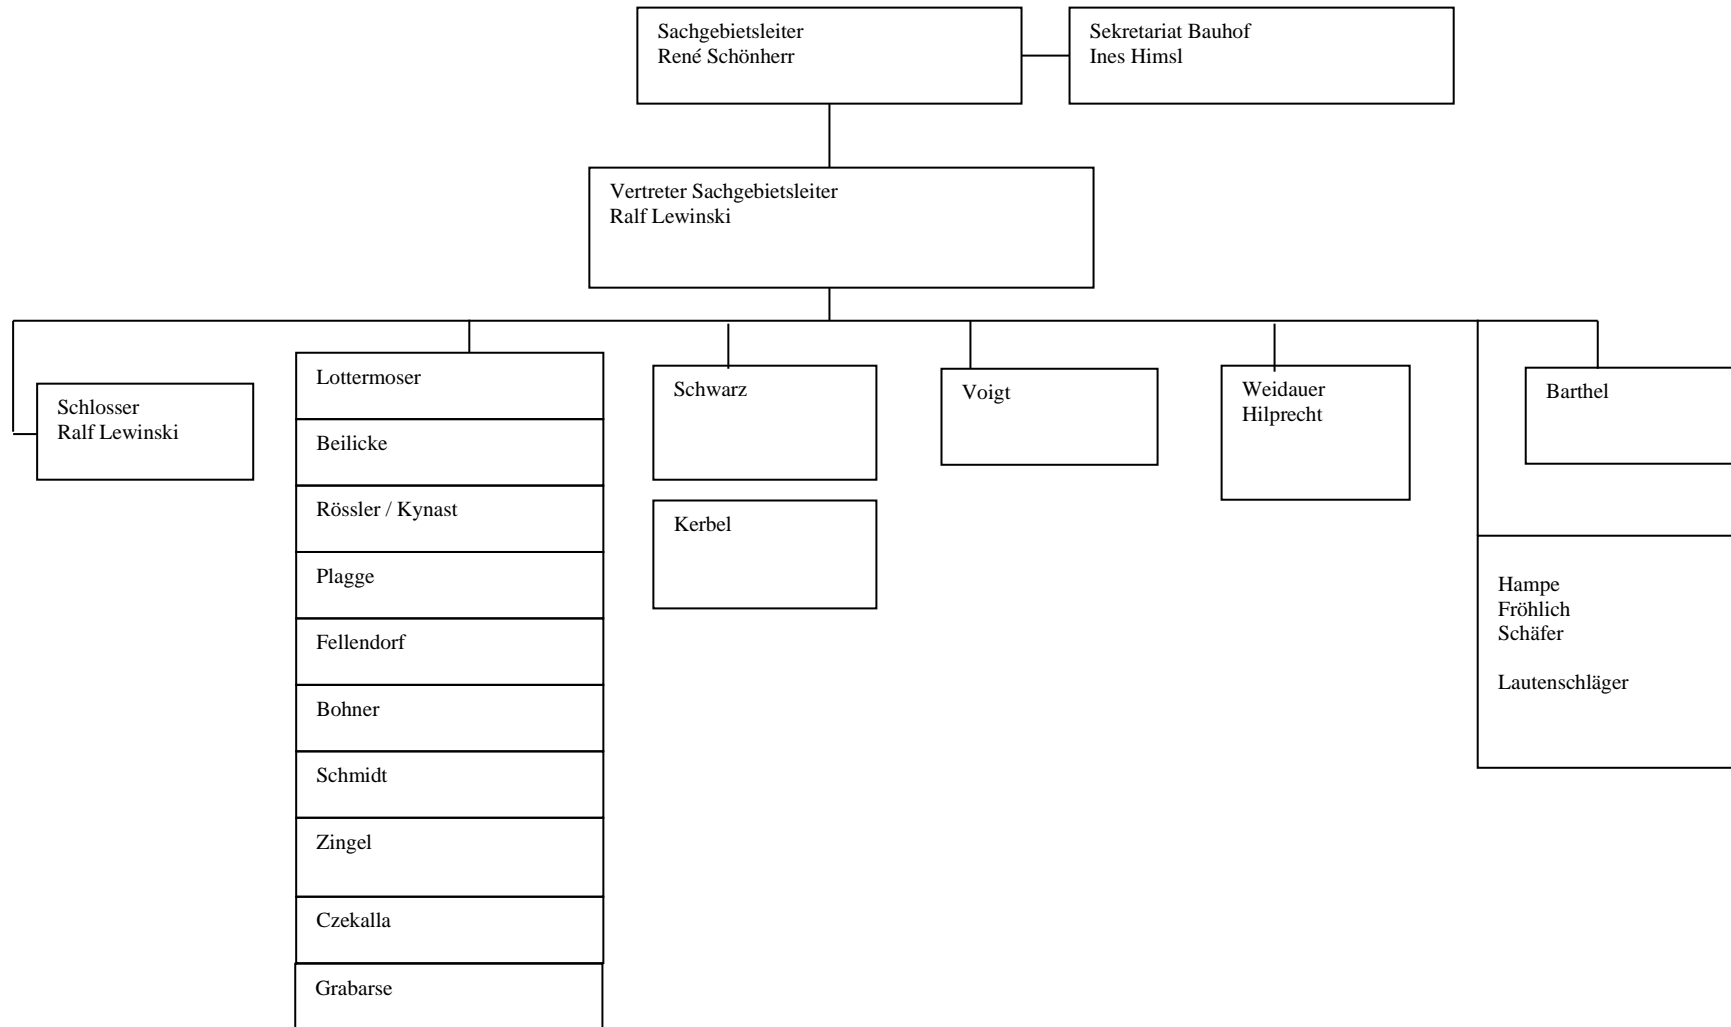 Sachgebietsleiter
René Schönherr
Sekretariat Bauhof
Ines Himsl
Vertreter Sachgebietsleiter
Ralf Lewinski
Schlosser
Ralf Lewinski
Lottermoser
Beilicke
Rössler / Kynast
Plagge
Fellendorf
Bohner
Schmidt
Zingel
Czekalla
Grabarse
Schwarz
Kerbel
Voigt
Weidauer
Hilprecht
Barthel
Hampe
Fröhlich
Schäfer
Lautenschläger